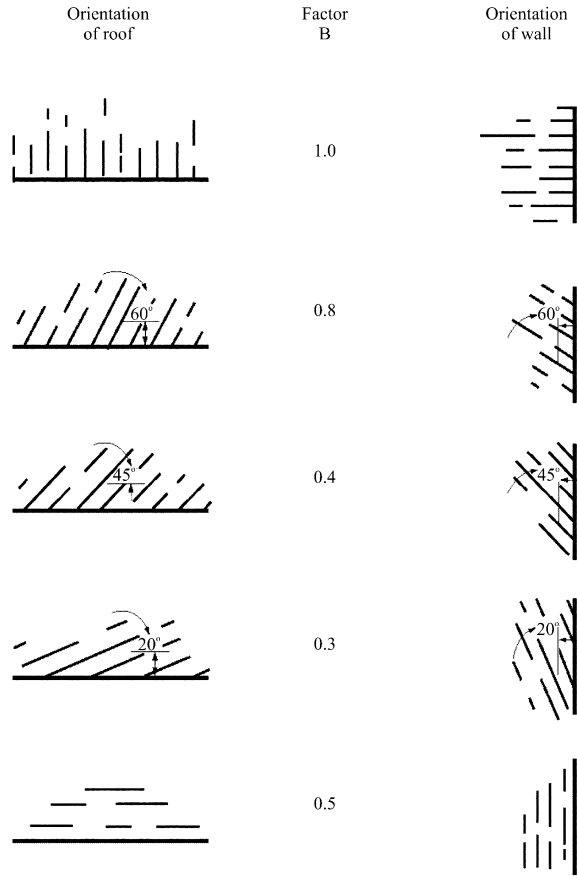 Orientation
of roof
Factor
B
Orientation
of wall
1.0
60°
0.8
60°
45°
0.4
45°
20°
0.3
20°
0.5